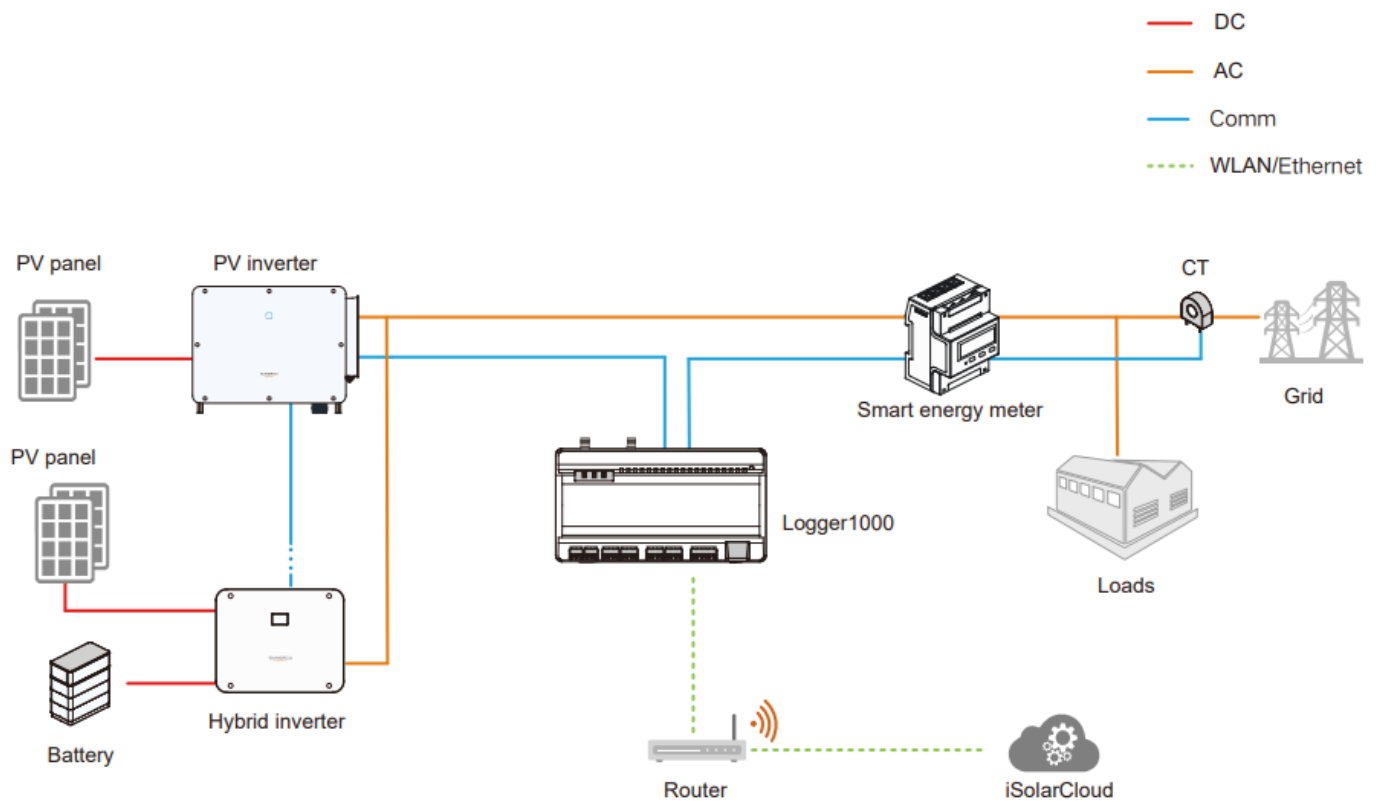 DC
AC
Comm
WLAN/Ethernet
PV panel
PV inverter
CT
Smart energy meter
Grid
PV panel
Logger1000
Loads
Hybrid inverter
Battery
Router
iSolarCloud